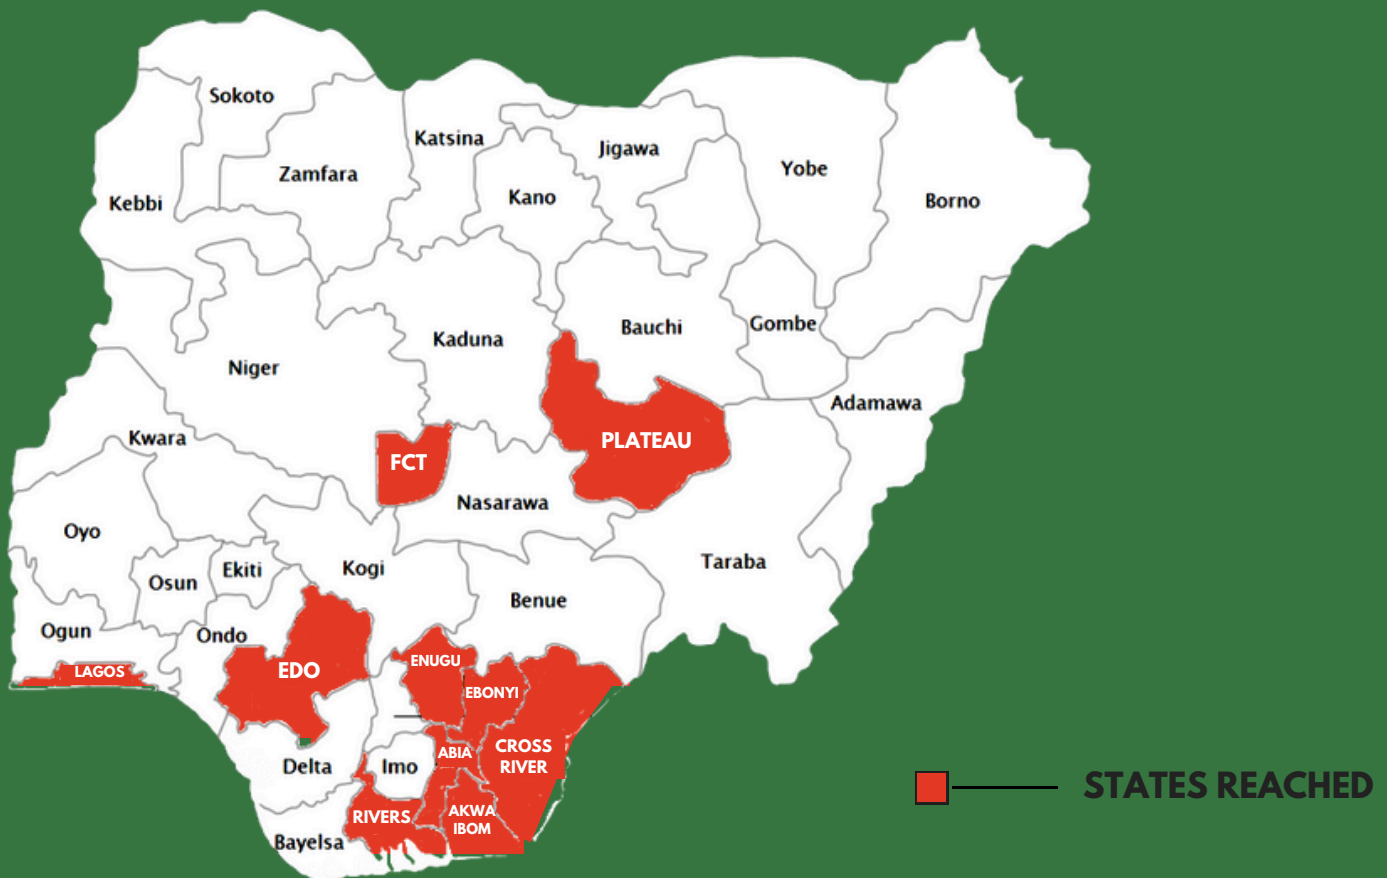 Sokoto
Katsina
Jigawa
Yobe
Zamfara
Kano
Kebbi
Borno
Bauchi
Gombe
Kaduna
Niger
Adamawa
Kwara
PLATEAU
FCT
Nasarawa
Oyo
Taraba
Kogi
Ekiti
Osun
Benue
Ogun
Ondo
ENUGU
LAGOS
EDO
EBONYI
CROSS
RIVER
ABIA
Delta
Imo
STATES REACHED
AKWA
IBOM
RIVERS
Bayelsa